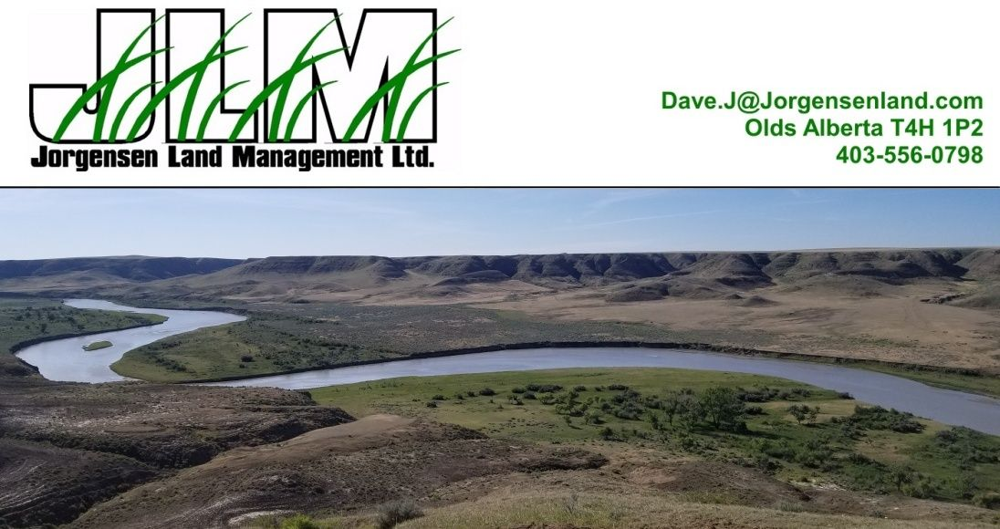 JLM
Jorgensen Land Management Ltd.
Dave.J@Jorgensenland.com
Olds Alberta T4H 1P2
403-556-0798